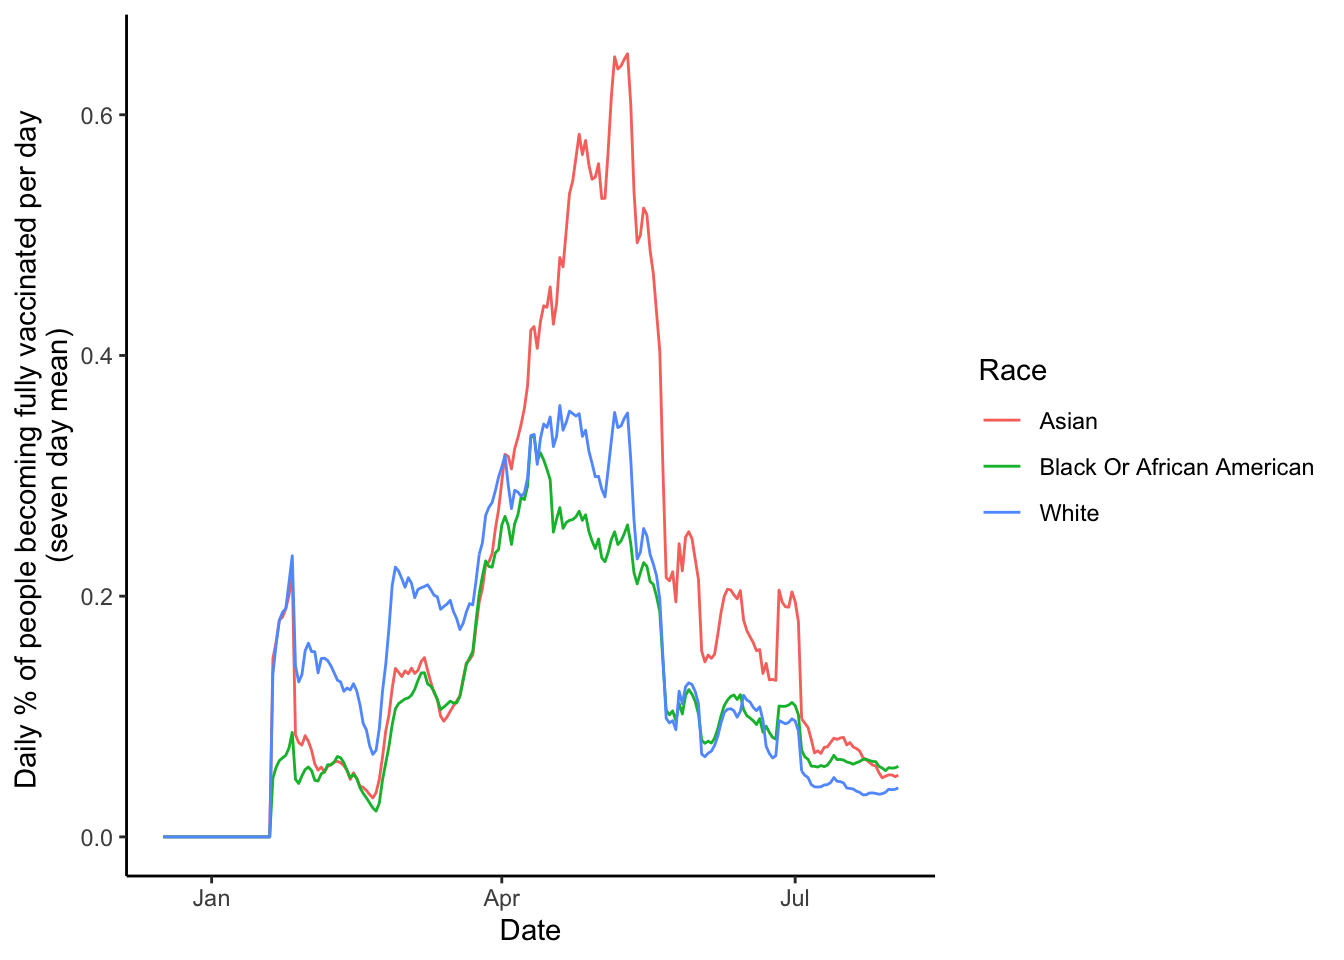 Daily % of people becoming fully vaccinated per day
(seven day mean)
0.6
0.4
0.2
0.0
Jan
Apr
Jul
Date
Race
Asian
Black Or African American
White